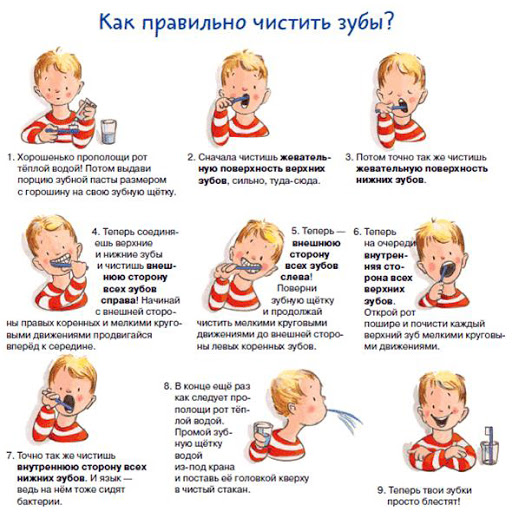 Как правильно чистить зубы?
1. Хорошенько прополощи рот
тёплой водой! Потом выдави
порцию зубной пасты размером
с горошину на свою зубную щётку.
2. Сначала чистишь жеватель-
ную поверхность верхних
зубов, сильно, туда-сюда.
3. Потом точно так же чистишь
жевательную поверхность
нижних зубов.
4. Теперь соединя-
ешь верхние
и нижние зубы
и чистишь внеш-
нюю сторону
всех зубов
справа! Начинай
с внешней сторо-
ны правых коренных и мелкими круго-
выми движениями продвигайся
вперёд к середине.
5. Теперь —
внешнюю
сторону
всех зубов
слева!
Поверни
зубную щётку
и продолжай
чистить мелкими круговыми
движениями до внешней сторо-
ны левых коренных зубов.
6. Теперь
на очереди
внутрен-
няя сто-
рона всех
верхних
зубов.
Открой рот
пошире и почисти каждый
верхний зуб мелкими круговы-
ми движениями.
7. Точно так же чистишь
внутреннюю сторону всех
нижних зубов. И язык —
ведь на нём тоже сидят
бактерии.
8. В конце ещё раз
как следует про-
полощи рот тёп-
лой водой.
Промой зуб-
ную щётку
водой
из-под крана
и поставь её головкой кверху
в чистый стакан.
9. Теперь твои зубки
просто блестят!